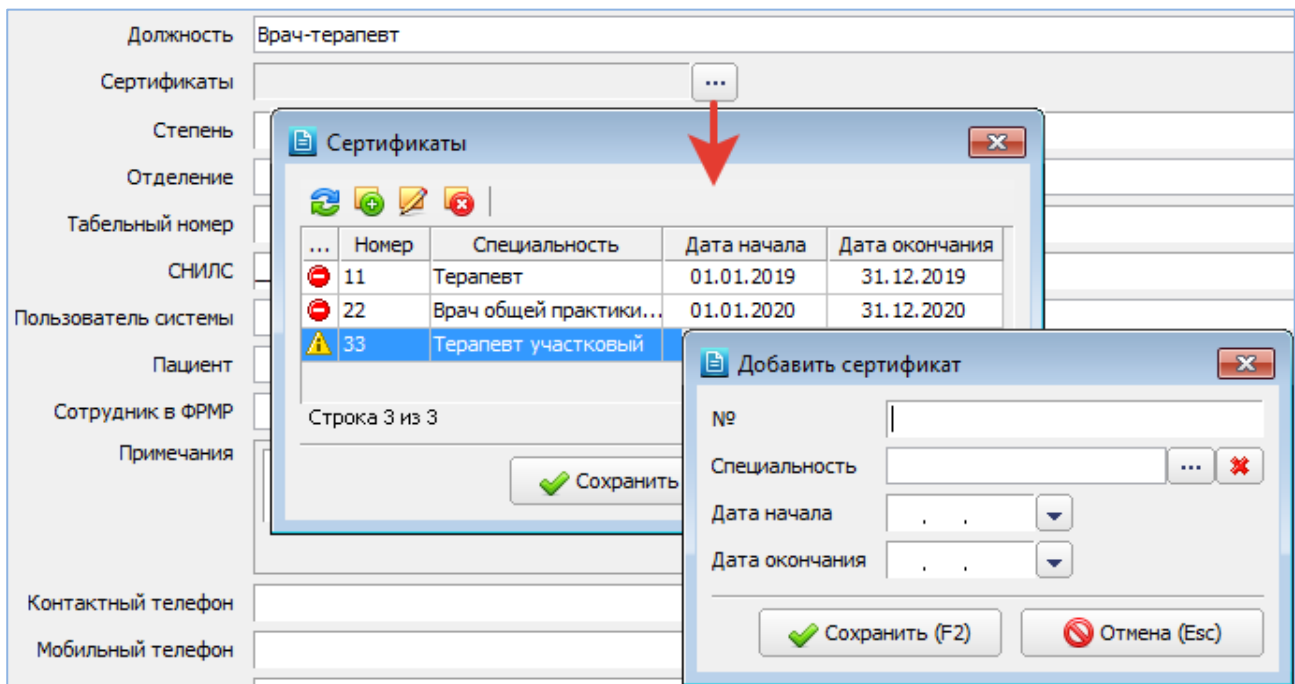 Должность Врач-терапевт
Сертификаты ...
Степень
Отделение
Табельный номер
СНИЛС
Пользователь системы
Пациент
Сотрудник в ФРМР
Примечания
Контактный телефон
Мобильный телефон
Сертификаты
... Номер Специальность Дата начала Дата окончания
11 Терапевт 01.01.2019 31.12.2019
22 Врач общей практики... 01.01.2020 31.12.2020
33 Терапевт участковый
Строка 3 из 3
Сохранить
Добавить сертификат
№
Специальность ...
Дата начала . .
Дата окончания . .
Сохранить (F2) Отмена (Esc)